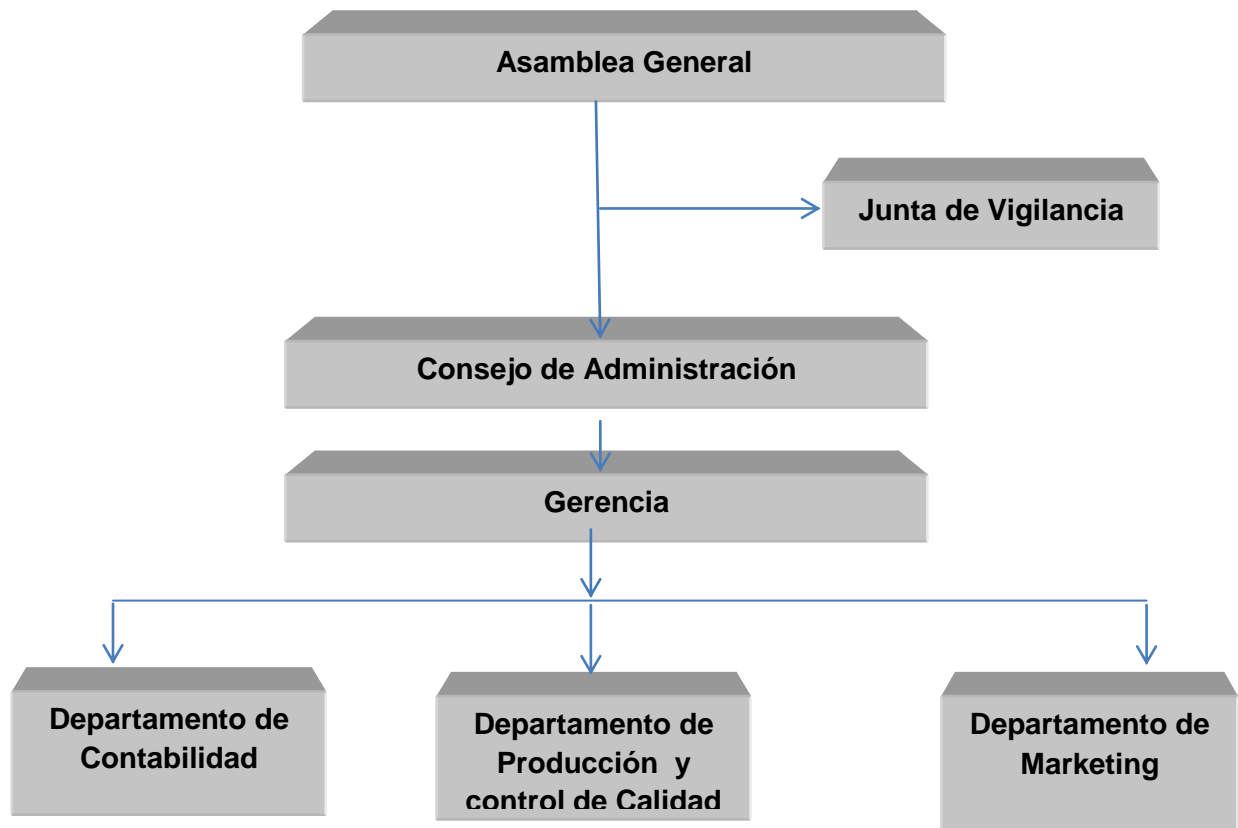 Asamblea General
Junta de Vigilancia
Consejo de Administración
Gerencia
Departamento de
Contabilidad
Departamento de
Producción y
control de Calidad
Departamento de
Marketing